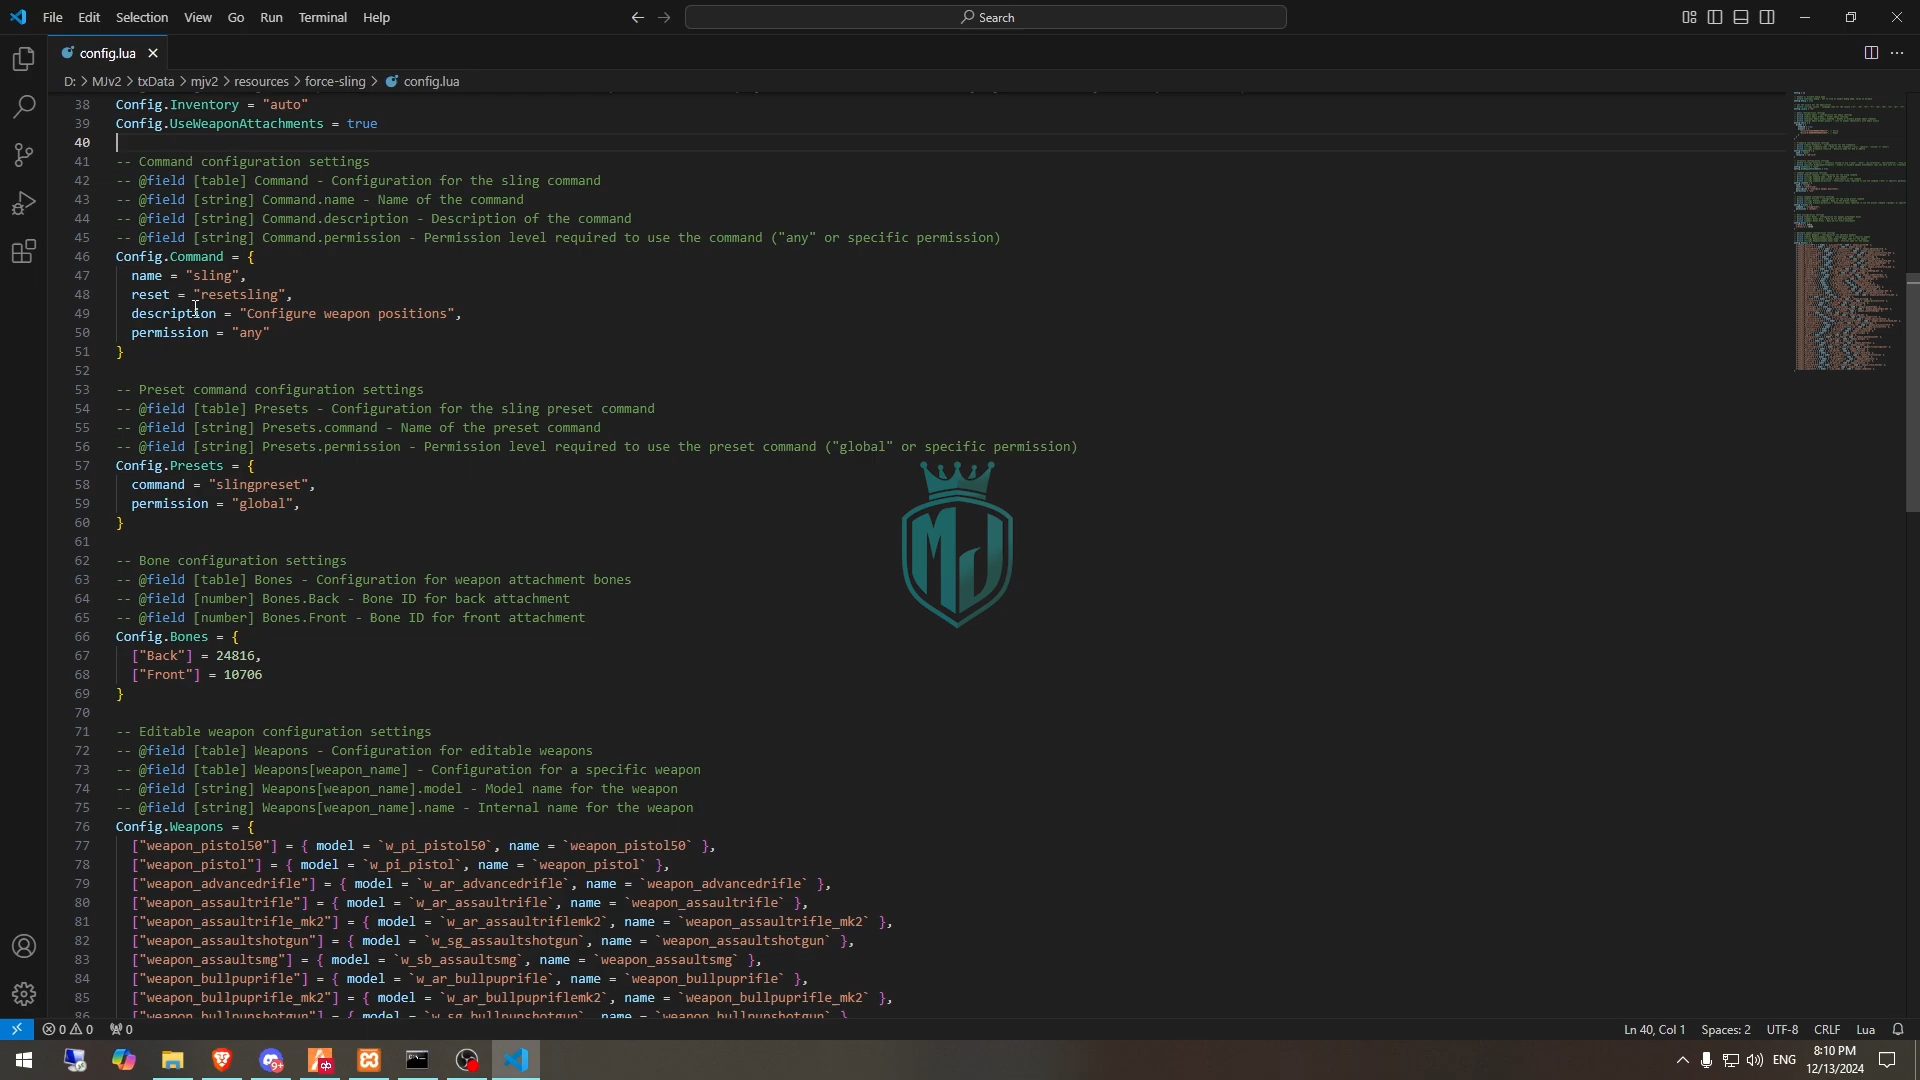 File Edit Selection View Go Run Terminal Help
Search
config.lua
D: > MJv2 > txData > mjv2 > resources > force-sling > config.lua
38 Config.Inventory = "auto"
39 Config.UseWeaponAttachments = true
40
41 -- Command configuration settings
42 -- @field [table] Command - Configuration for the sling command
43 -- @field [string] Command.name - Name of the command
44 -- @field [string] Command.description - Description of the command
45 -- @field [string] Command.permission - Permission level required to use the command ("any" or specific permission)
46 Config.Command = {
47 name = "sling",
48 reset = "resetsling",
49 description = "Configure weapon positions",
50 permission = "any"
51 }
52
53 -- Preset command configuration settings
54 -- @field [table] Presets - Configuration for the sling preset command
55 -- @field [string] Presets.command - Name of the preset command
56 -- @field [string] Presets.permission - Permission level required to use the preset command ("global" or specific permission)
57 Config.Presets = {
58 command = "slingpreset",
59 permission = "global",
60 }
61
62 -- Bone configuration settings
63 -- @field [table] Bones - Configuration for weapon attachment bones
64 -- @field [number] Bones.Back - Bone ID for back attachment
65 -- @field [number] Bones.Front - Bone ID for front attachment
66 Config.Bones = {
67 ["Back"] = 24816,
68 ["Front"] = 10706
69 }
70
71 -- Editable weapon configuration settings
72 -- @field [table] Weapons - Configuration for editable weapons
73 -- @field [table] Weapons[weapon_name] - Configuration for a specific weapon
74 -- @field [string] Weapons[weapon_name].model - Model name for the weapon
75 -- @field [string] Weapons[weapon_name].name - Internal name for the weapon
76 Config.Weapons = {
77 ["weapon_pistol50"] = { model = `w_pi_pistol50`, name = `weapon_pistol50` },
78 ["weapon_pistol"] = { model = `w_pi_pistol`, name = `weapon_pistol` },
79 ["weapon_advancedrifle"] = { model = `w_ar_advancedrifle`, name = `weapon_advancedrifle` },
80 ["weapon_assaultrifle"] = { model = `w_ar_assaultrifle`, name = `weapon_assaultrifle` },
81 ["weapon_assaultrifle_mk2"] = { model = `w_ar_assaultriflemk2`, name = `weapon_assaultrifle_mk2` },
82 ["weapon_assaultshotgun"] = { model = `w_sg_assaultshotgun`, name = `weapon_assaultshotgun` },
83 ["weapon_assaultsmg"] = { model = `w_sb_assaultsmg`, name = `weapon_assaultsmg` },
84 ["weapon_bullpuprifle"] = { model = `w_ar_bullpuprifle`, name = `weapon_bullpuprifle` },
85 ["weapon_bullpuprifle_mk2"] = { model = `w_ar_bullpupriflemk2`, name = `weapon_bullpuprifle_mk2` },
86 ["weapon_bullpupshotgun"] = { model = `w_sg_bullpupshotgun`, name = `weapon_bullpupshotgun` },
MJ
0 0 0
Ln 40, Col 1 Spaces: 2 UTF-8 CRLF Lua
9+
ENG
8:10 PM
12/13/2024